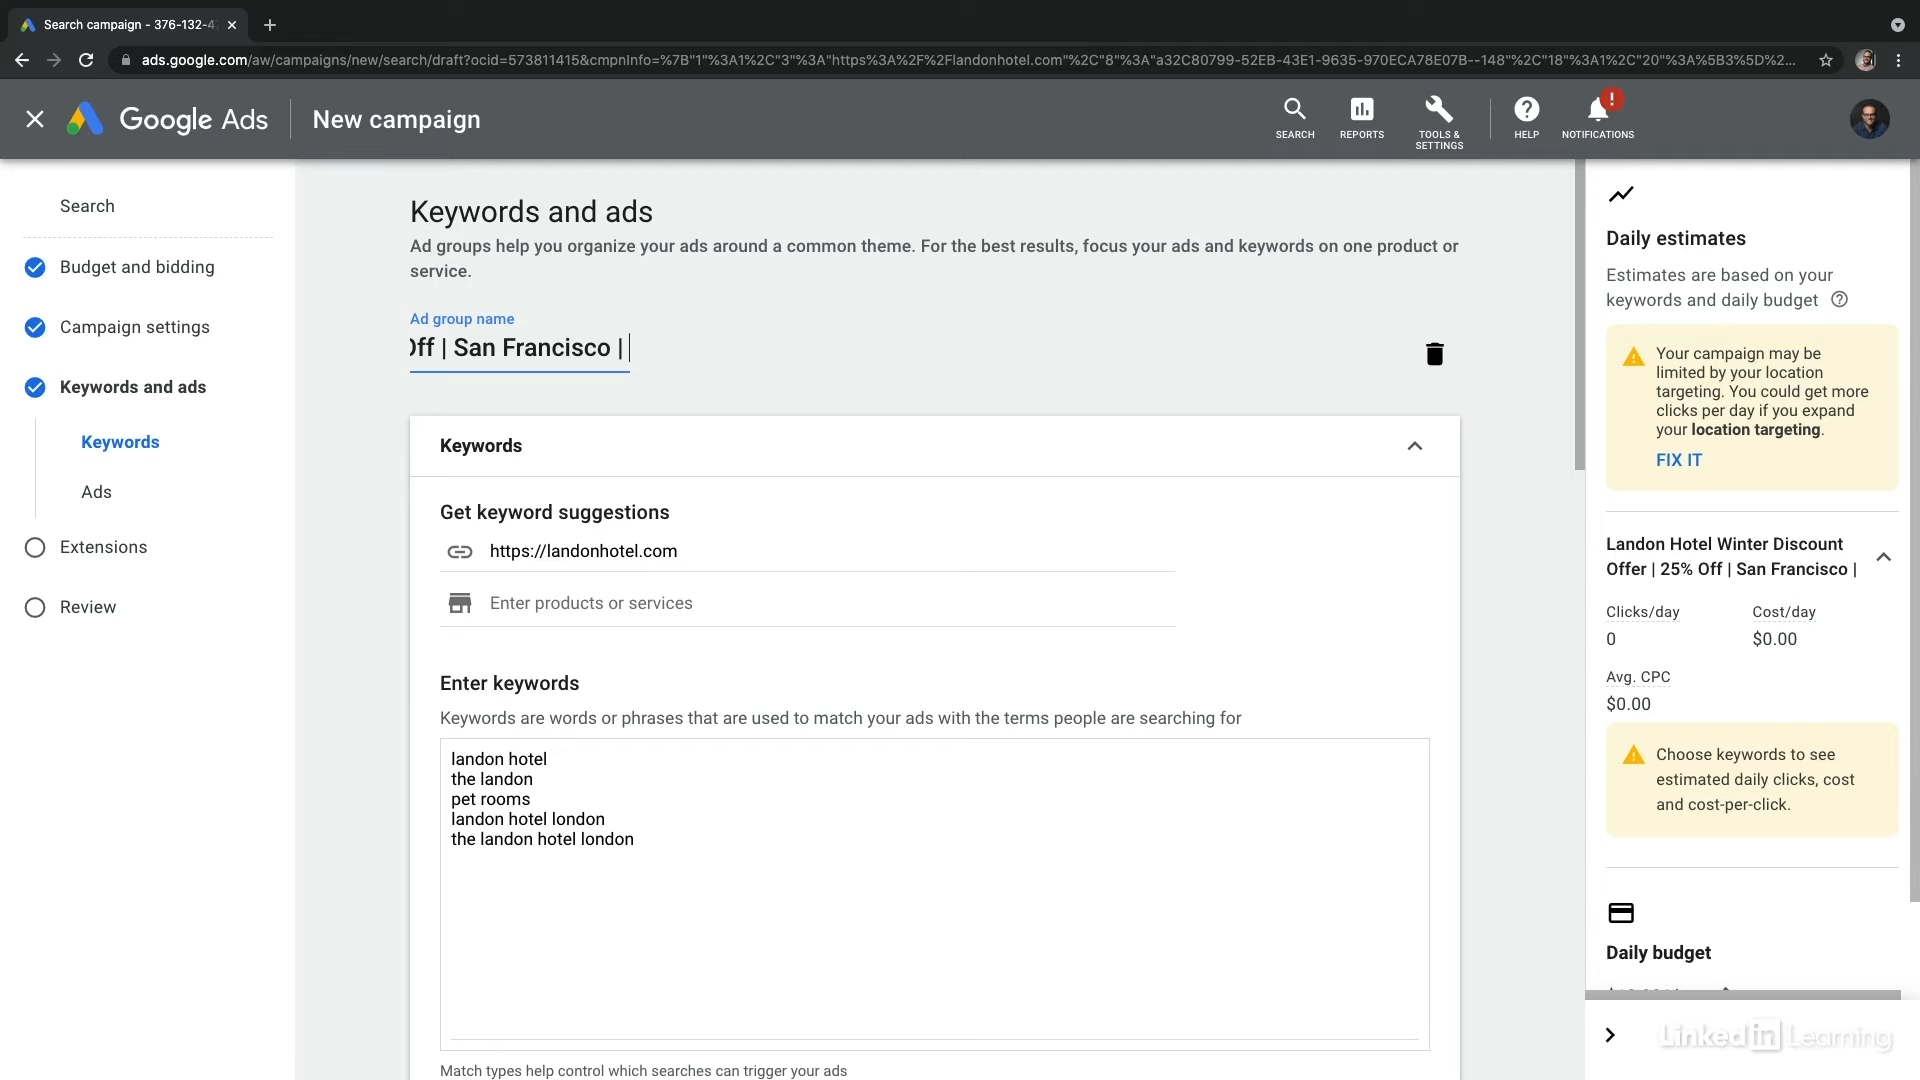 Search campaign - 376-132-4
ads.google.com/aw/campaigns/new/search/draft?ocid=573811415&cmpnInfo=%7B"1"%3A1%2C"3"%3A"https%3A%2F%2Flandonhotel.com"%2C"8"%3A"a32C80799-52EB-43E1-9635-970ECA78E07B--148"%2C"18"%3A1%2C"20"%3A%5B3%5D%2...
Google Ads
New campaign
SEARCH
REPORTS
TOOLS &
SETTINGS
HELP
NOTIFICATIONS
Search
Budget and bidding
Campaign settings
Keywords and ads
Keywords
Ads
Extensions
Review
Keywords and ads
Ad groups help you organize your ads around a common theme. For the best results, focus your ads and keywords on one product or
service.
Ad group name
Off | San Francisco |
Keywords
Get keyword suggestions
https://landonhotel.com
Enter products or services
Enter keywords
Keywords are words or phrases that are used to match your ads with the terms people are searching for
landon hotel
the landon
pet rooms
landon hotel london
the landon hotel london
Match types help control which searches can trigger your ads
Daily estimates
Estimates are based on your
keywords and daily budget
Your campaign may be
limited by your location
targeting. You could get more
clicks per day if you expand
your location targeting.
FIX IT
Landon Hotel Winter Discount
Offer | 25% Off | San Francisco |
Clicks/day
0
Cost/day
$0.00
Avg. CPC
$0.00
Choose keywords to see
estimated daily clicks, cost
and cost-per-click.
Daily budget
LinkedIn Learning